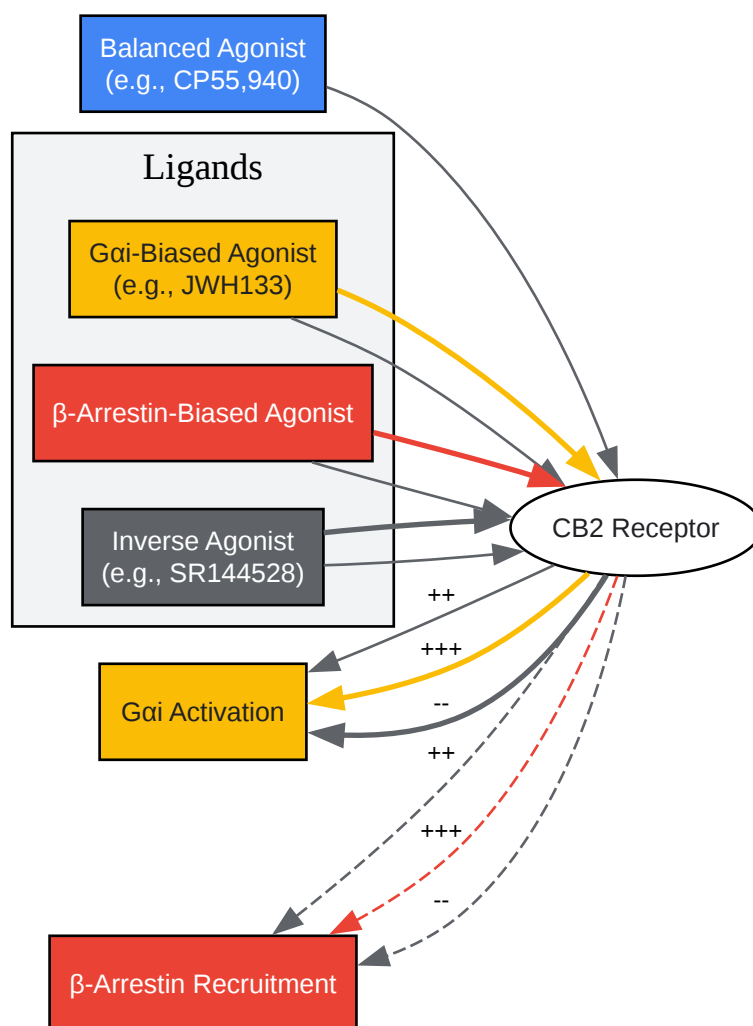 Balanced Agonist
(e.g., CP55,940)
Ligands
Gαi-Biased Agonist
(e.g., JWH133)
β-Arrestin-Biased Agonist
Inverse Agonist
(e.g., SR144528)
CB2 Receptor
++
+++
--
++
+++
--
Gαi Activation
β-Arrestin Recruitment